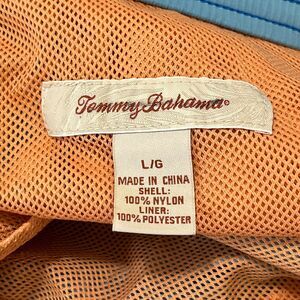 Tommy Bahama®
L/G
MADE IN CHINA
SHELL:
100% NYLON
LINER:
100% POLYESTER